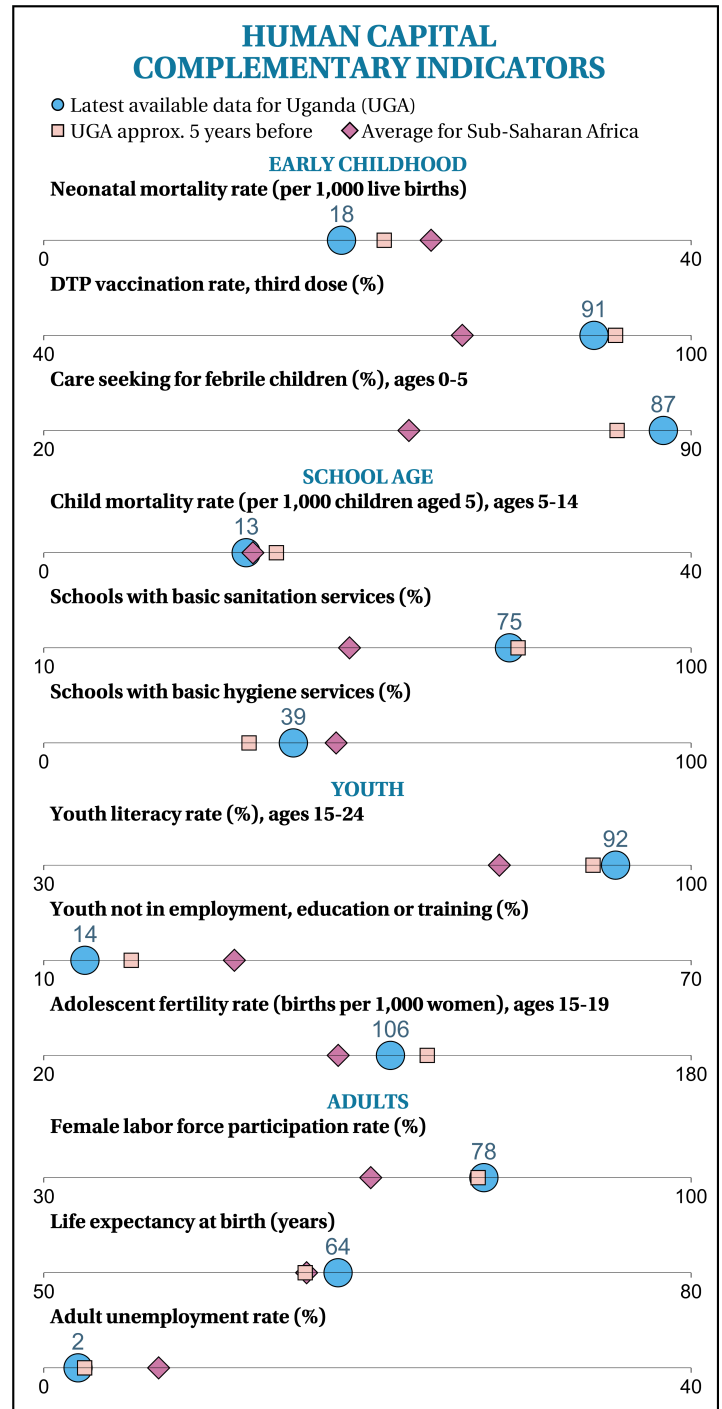 HUMAN CAPITAL
COMPLEMENTARY INDICATORS
Latest available data for Uganda (UGA)
UGA approx. 5 years before Average for Sub-Saharan Africa
EARLY CHILDHOOD
Neonatal mortality rate (per 1,000 live births)
18
0 40
DTP vaccination rate, third dose (%)
91
40 100
Care seeking for febrile children (%), ages 0-5
87
20 90
SCHOOL AGE
Child mortality rate (per 1,000 children aged 5), ages 5-14
13
0 40
Schools with basic sanitation services (%)
75
10 100
Schools with basic hygiene services (%)
39
0 100
YOUTH
Youth literacy rate (%), ages 15-24
92
30 100
Youth not in employment, education or training (%)
14
10 70
Adolescent fertility rate (births per 1,000 women), ages 15-19
106
20 180
ADULTS
Female labor force participation rate (%)
78
30 100
Life expectancy at birth (years)
64
50 80
Adult unemployment rate (%)
2
0 40